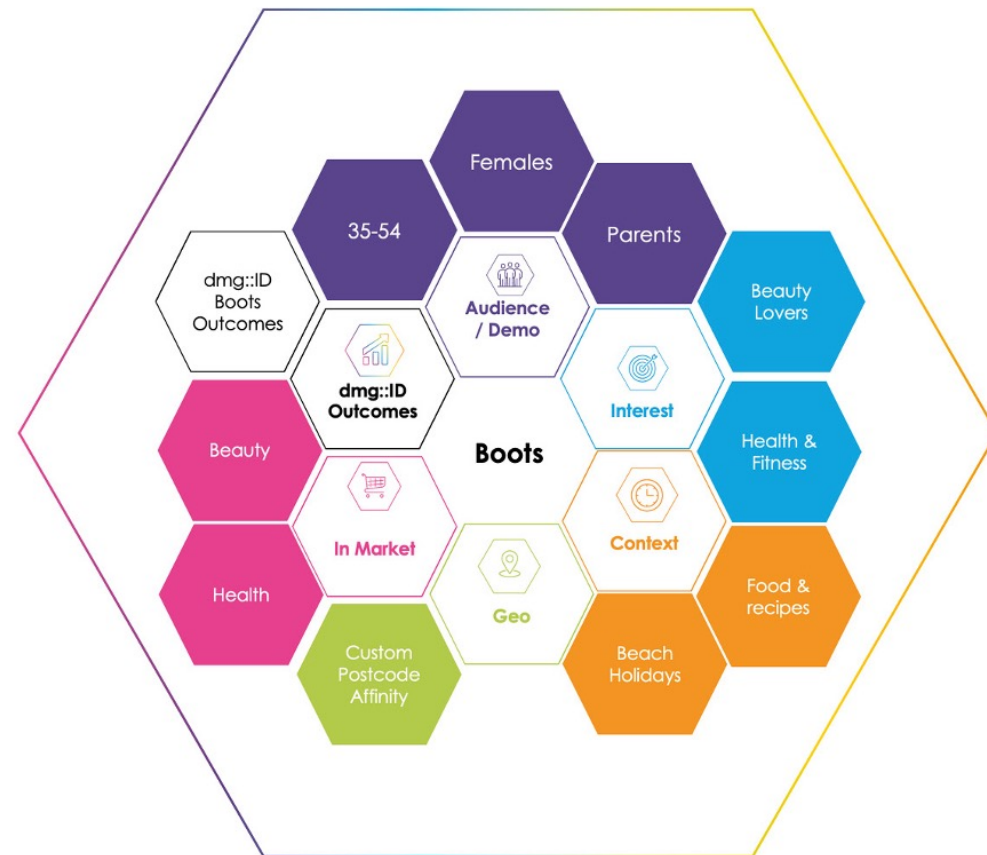 Females
35-54
Parents
dmg::ID
Boots
Outcomes
Audience
/ Demo
Beauty
Lovers
dmg::ID
Outcomes
Interest
Beauty
Boots
Health &
Fitness
In Market
Context
Health
Geo
Food &
recipes
Custom
Postcode
Affinity
Beach
Holidays